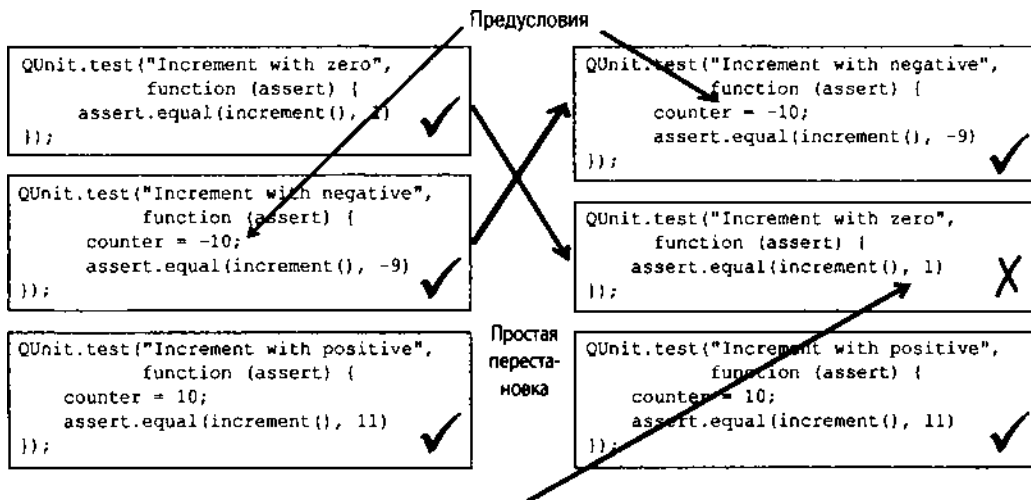 Предусловия
QUnit.test("Increment with zero",
function (assert) {
assert.equal(increment(), 1)
});
QUnit.test("Increment with negative",
function (assert) {
counter = -10;
assert.equal(increment(), -9)
});
QUnit.test("Increment with positive",
function (assert) {
counter = 10;
assert.equal(increment(), 11)
});
Простая
переста-
новка
QUnit.test("Increment with negative",
function (assert) {
counter = -10;
assert.equal(increment(), -9)
});
QUnit.test("Increment with zero",
function (assert) {
assert.equal(increment(), 1)
});
QUnit.test("Increment with positive",
function (assert) {
counter = 10;
assert.equal(increment(), 11)
});